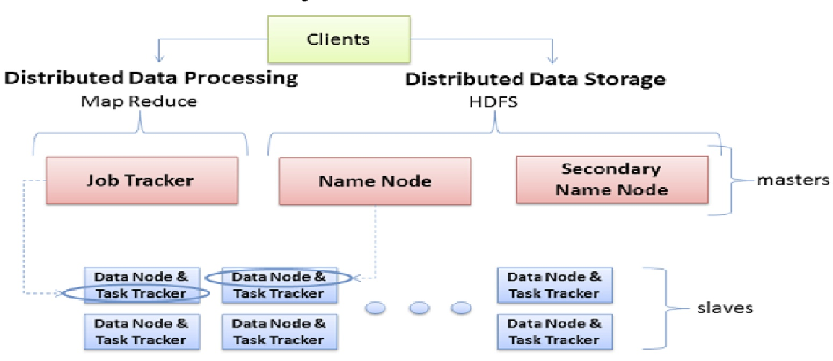 Clients
Distributed Data Processing
Map Reduce
Distributed Data Storage
HDFS
Job Tracker
Name Node
Secondary
Name Node
masters
Data Node &
Task Tracker
Data Node &
Task Tracker
Data Node &
Task Tracker
slaves
Data Node &
Task Tracker
Data Node &
Task Tracker
Data Node &
Task Tracker